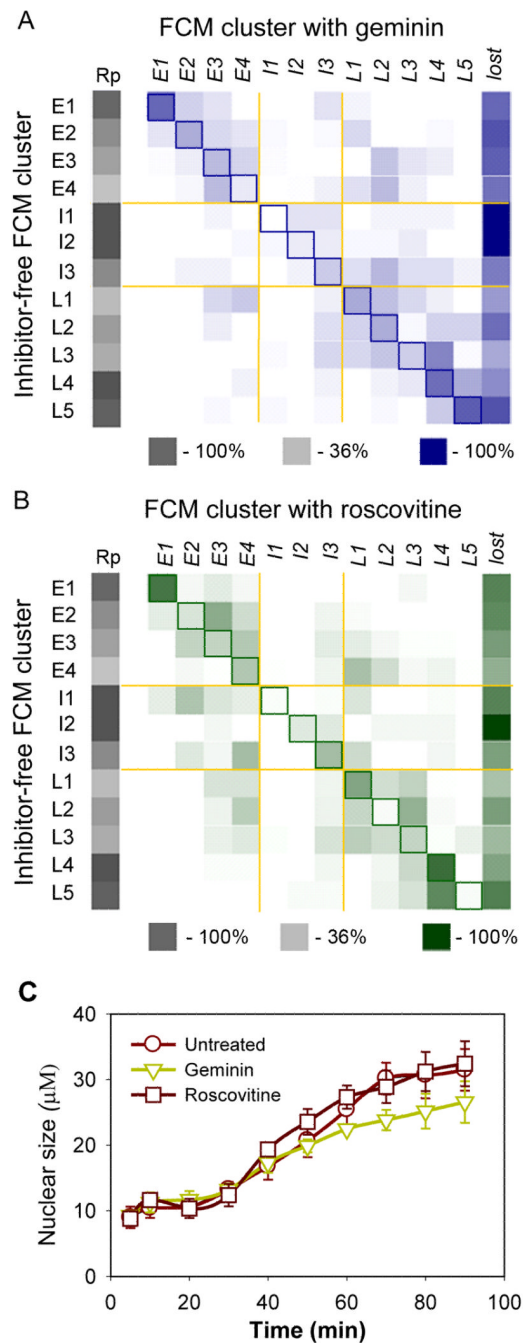 A
FCM cluster with geminin
Rp E1 E2 E3 E4 I1 I2 I3 L1 L2 L3 L4 L5 lost
Inhibitor-free FCM cluster
E1
E2
E3
E4
I1
I2
I3
L1
L2
L3
L4
L5
- 100% - 36% - 100%
B
FCM cluster with roscovitine
Rp E1 E2 E3 E4 I1 I2 I3 L1 L2 L3 L4 L5 lost
Inhibitor-free FCM cluster
E1
E2
E3
E4
I1
I2
I3
L1
L2
L3
L4
L5
- 100% - 36% - 100%
C
Nuclear size (µM)
40
30
20
10
0
Untreated
Geminin
Roscovitine
0 20 40 60 80 100
Time (min)